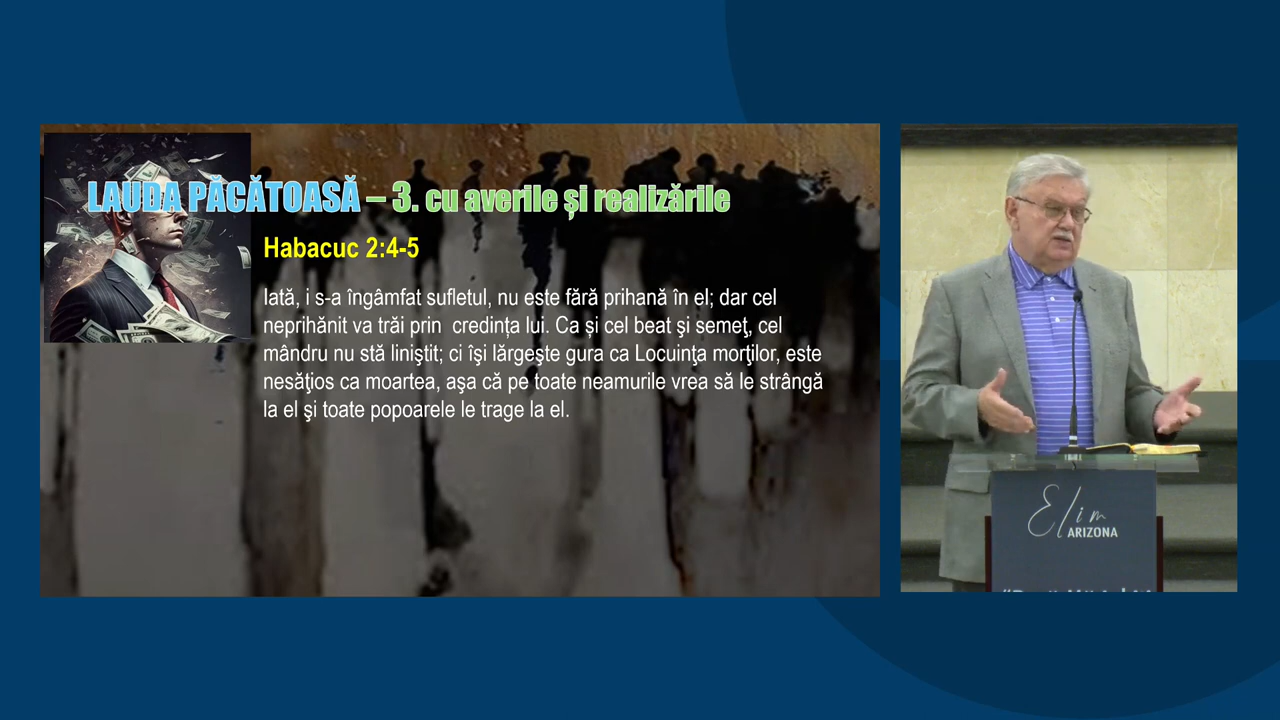 LAUDA PĂCĂTOASĂ – 3. cu averile și realizările
Habacuc 2:4-5
Iată, i s-a îngâmfat sufletul, nu este fără prihană în el; dar cel
neprihănit va trăi prin credința lui. Ca și cel beat şi semeţ, cel
mândru nu stă liniştit; ci îşi lărgeşte gura ca Locuinţa morţilor, este
nesăţios ca moartea, aşa că pe toate neamurile vrea să le strângă
la el şi toate popoarele le trage la el.
Elim
ARIZONA